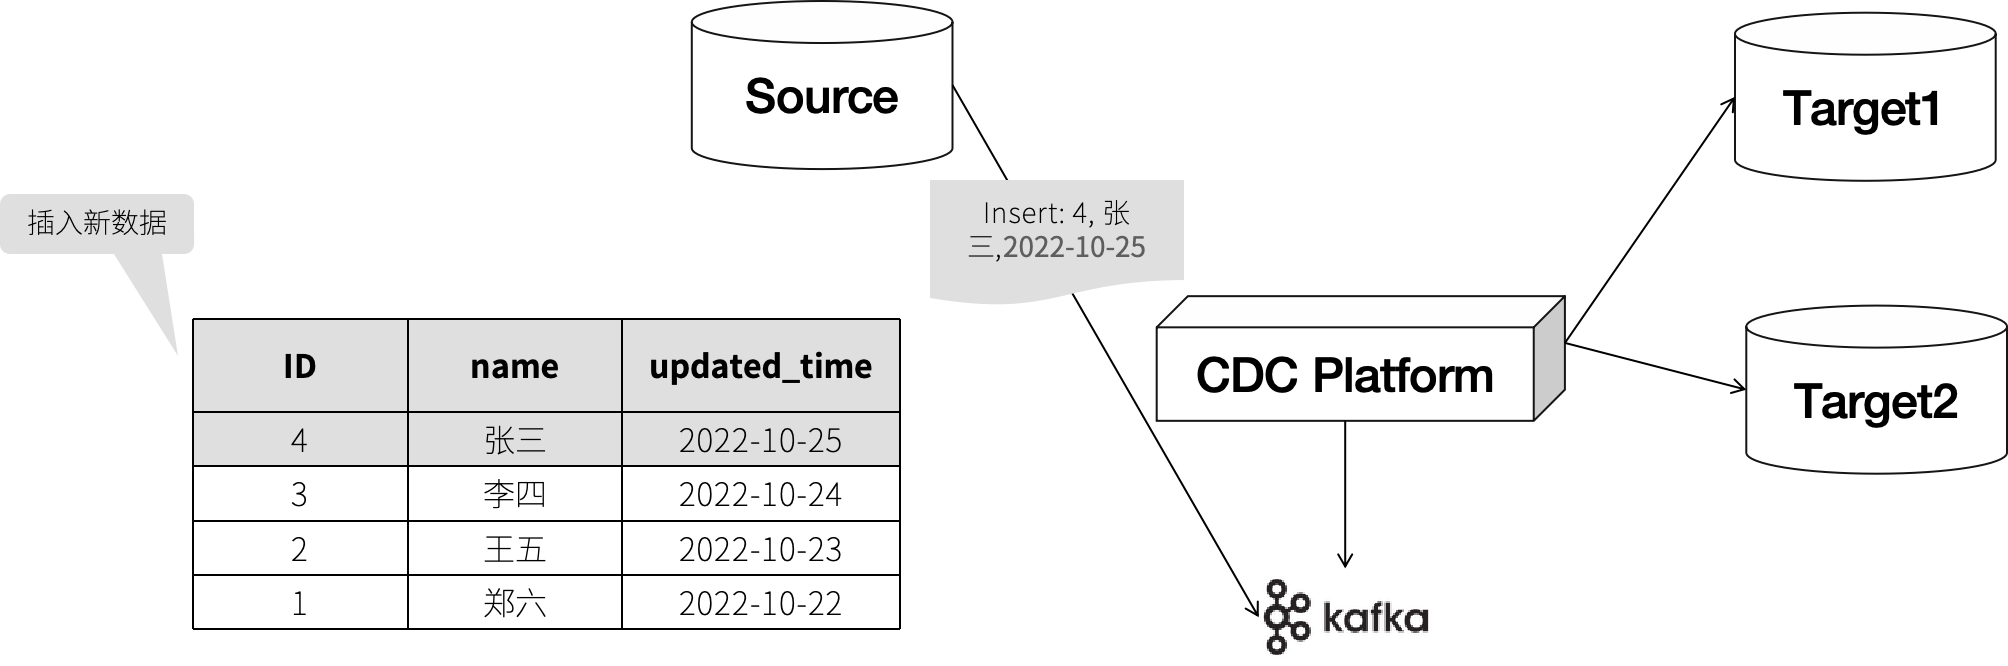 Source
Target1
插入新数据
Insert: 4, 张
三,2022-10-25
ID name updated_time
4 张三 2022-10-25
3 李四 2022-10-24
2 王五 2022-10-23
1 郑六 2022-10-22
CDC Platform
Target2
kafka